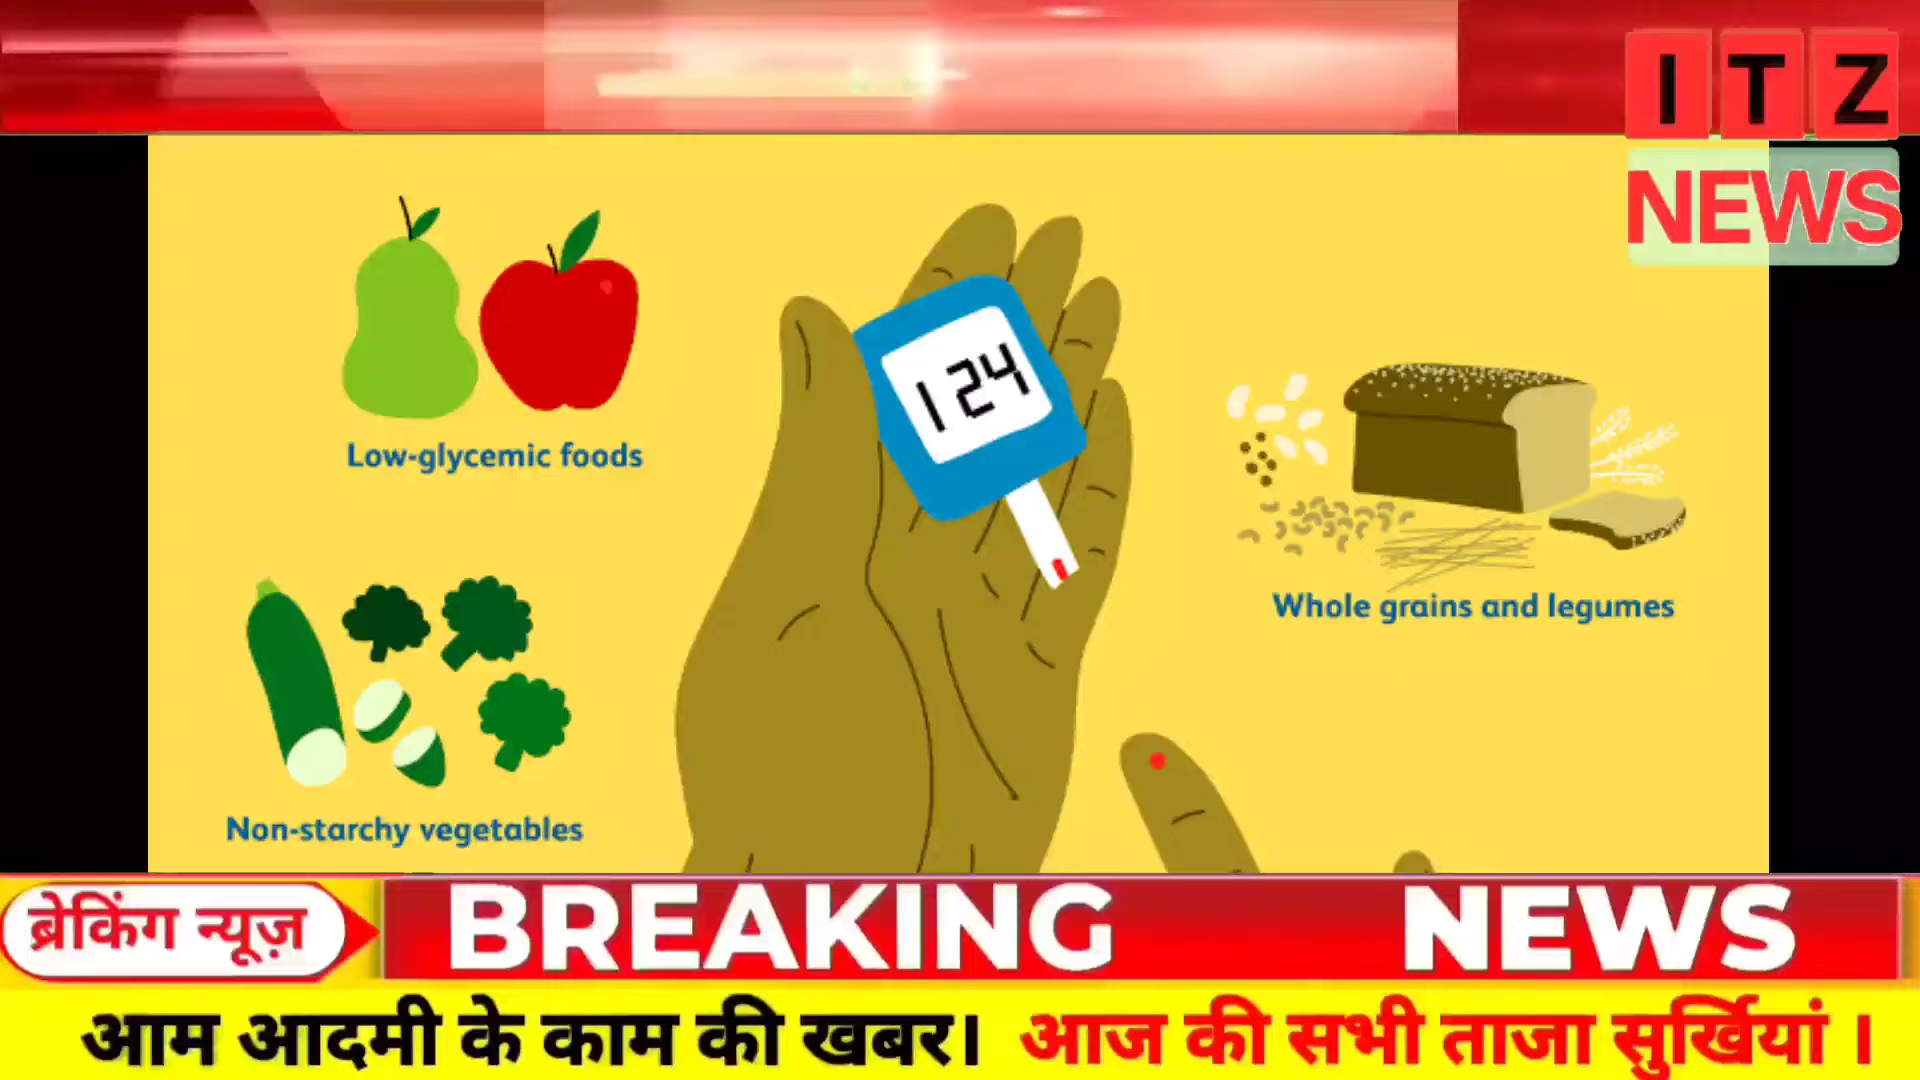 ITZ
NEWS
124
Low-glycemic foods
Whole grains and legumes
Non-starchy vegetables
ब्रेकिंग न्यूज़
BREAKING NEWS
आम आदमी के काम की खबर। आज की सभी ताजा सुर्खियां ।